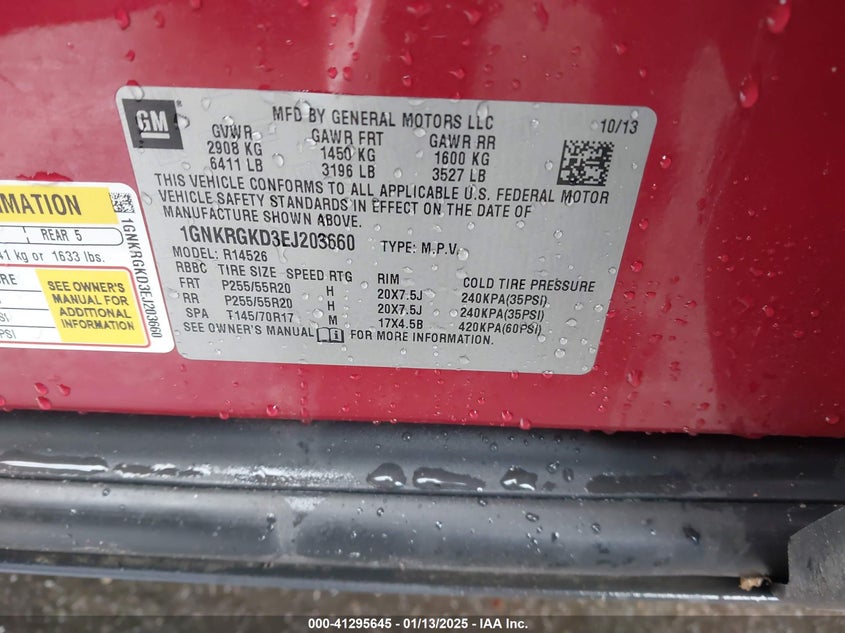 GM
MFD BY GENERAL MOTORS LLC
10/13
GVWR GAWR FRT GAWR RR
2908 KG 1450 KG 1600 KG
6411 LB 3196 LB 3527 LB
THIS VEHICLE CONFORMS TO ALL APPLICABLE U.S. FEDERAL MOTOR
VEHICLE SAFETY STANDARDS IN EFFECT ON THE DATE OF
MANUFACTURE SHOWN ABOVE.
1GNKRGKD3EJ203660 TYPE: M.P.V.
MODEL: R14526
RBBC TIRE SIZE SPEED RTG RIM COLD TIRE PRESSURE
FRT P255/55R20 H 20X7.5J 240KPA(35PSI)
RR P255/55R20 H 20X7.5J 240KPA(35PSI)
SPA T145/70R17 M 17X4.5B 420KPA(60PSI)
SEE OWNER'S MANUAL FOR MORE INFORMATION.
RMATION
3 REAR 5
41 kg or 1633 lbs.
SEE OWNER'S
MANUAL FOR
ADDITIONAL
INFORMATION
1GNKRGKD3EJ203660
000-41295645 - 01/13/2025 - IAA Inc.